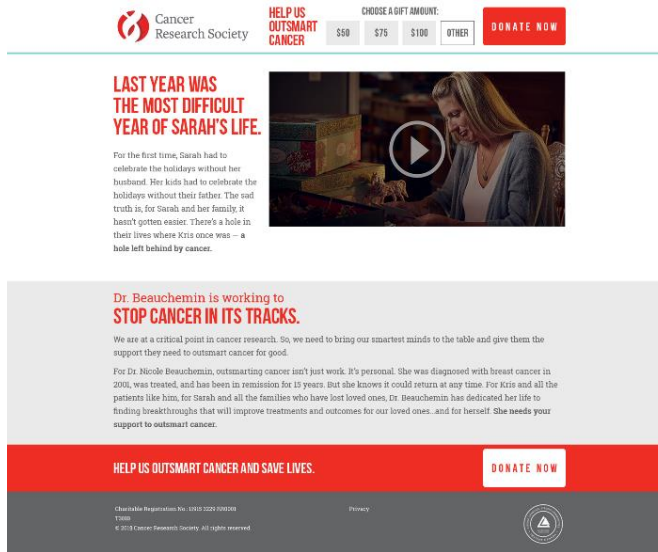 Cancer
Research Society
HELP US
OUTSMART
CANCER
CHOOSE A GIFT AMOUNT:
$50
$75
$100
OTHER
DONATE NOW
LAST YEAR WAS
THE MOST DIFFICULT
YEAR OF SARAH'S LIFE.
For the first time, Sarah had to
celebrate the holidays without her
husband. Her kids had to celebrate the
holidays without their father. The sad
truth is, for Sarah and her family, it
hasn't gotten easier. There's a hole in
their lives where Kris once was – a
hole left behind by cancer.
Dr. Beauchemin is working to
STOP CANCER IN ITS TRACKS.
We are at a critical point in cancer research. So, we need to bring our smartest minds to the table and give them the
support they need to outsmart cancer for good.
For Dr. Nicole Beauchemin, outsmarting cancer isn't just work. It's personal. She was diagnosed with breast cancer in
2001, was treated, and has been in remission for 15 years. But she knows it could return at any time. For Kris and all the
patients like him, for Sarah and all the families who have lost loved ones, Dr. Beauchemin has dedicated her life to
finding breakthroughs that will improve treatments and outcomes for our loved ones...and for herself. She needs your
support to outsmart cancer.
HELP US OUTSMART CANCER AND SAVE LIVES.
DONATE NOW
Charitable Registration No.:
Privacy
Cancer Research Society. All rights reserved.